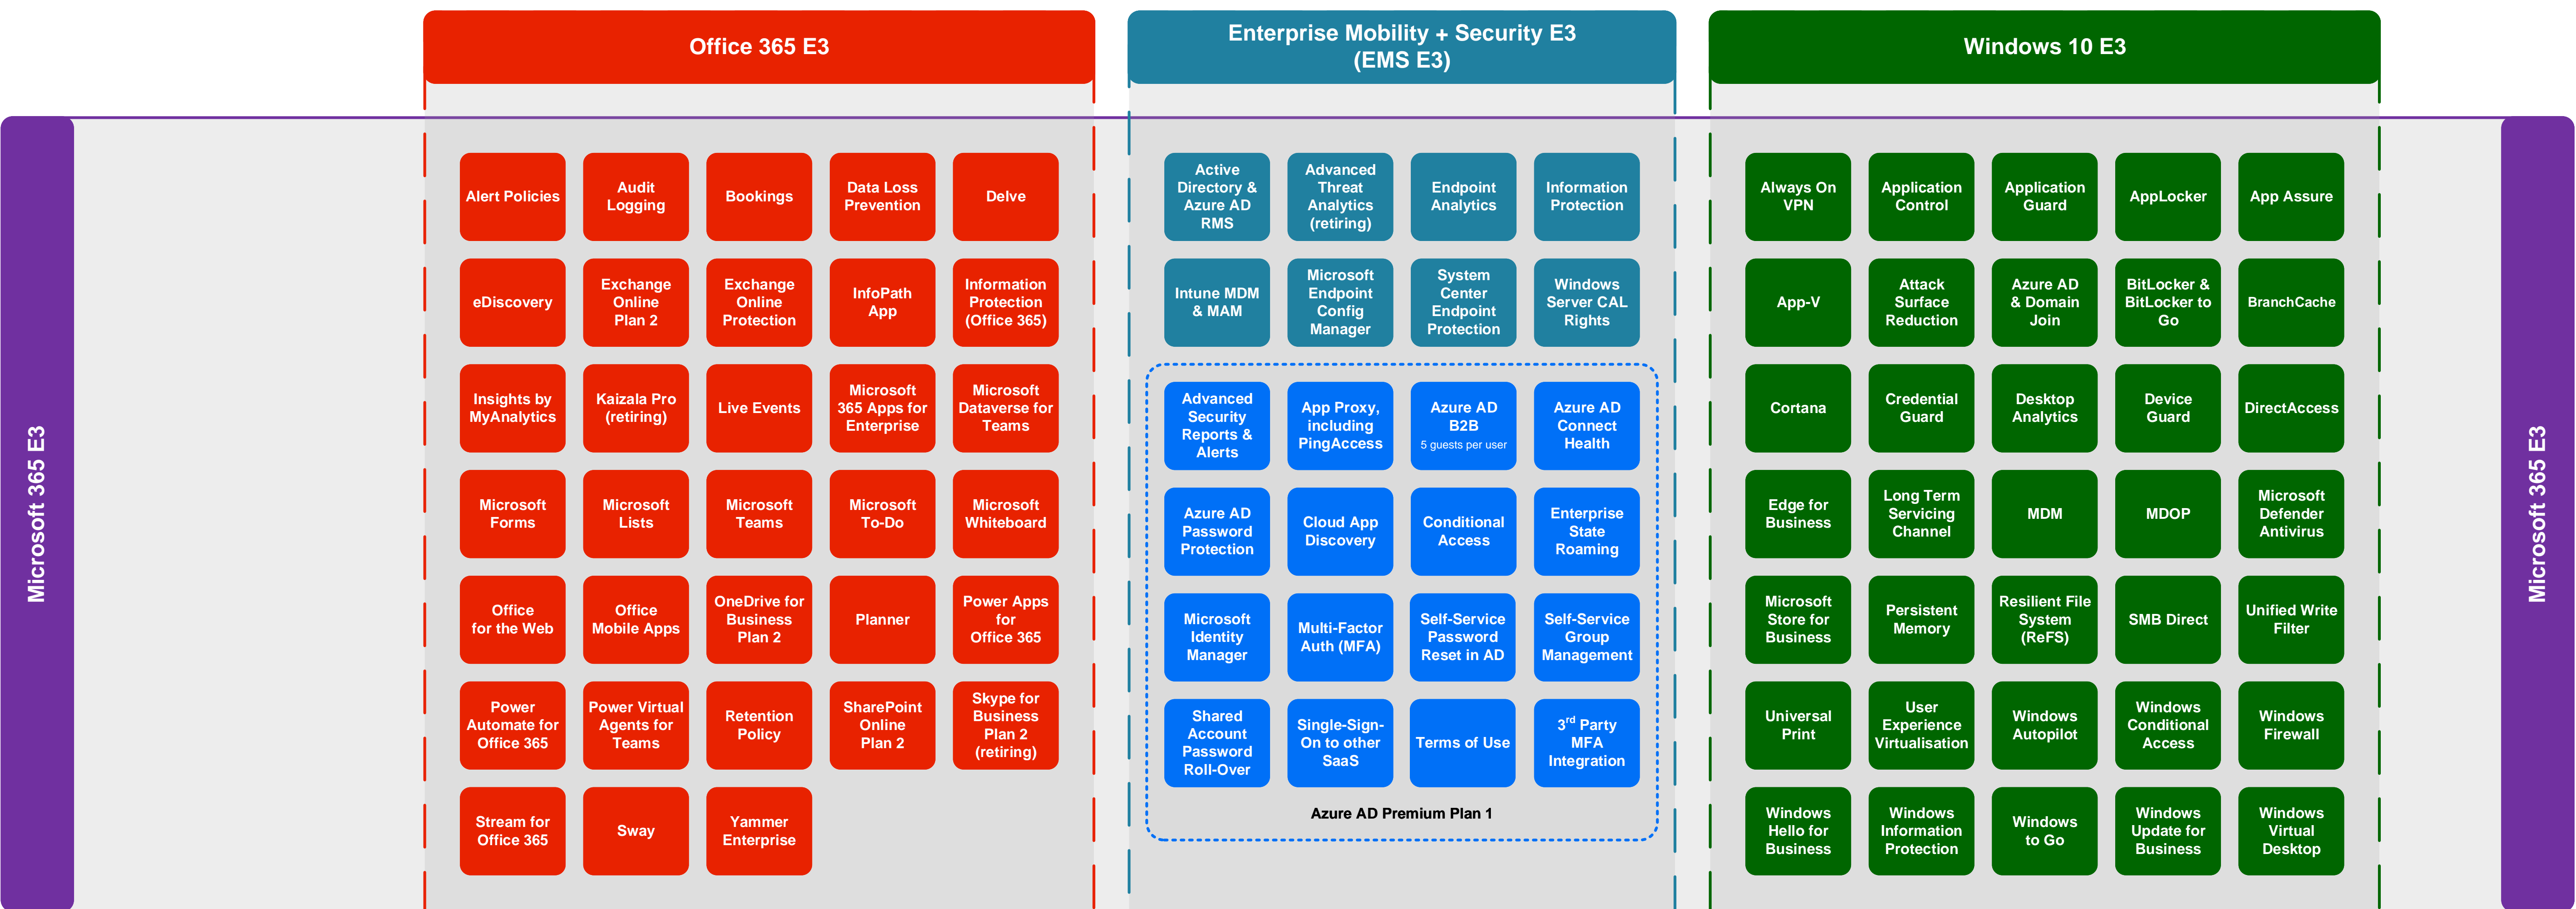 Office 365 E3
Enterprise Mobility + Security E3
(EMS E3)
Windows 10 E3
Microsoft 365 E3
Alert Policies
Audit
Logging
Bookings
Data Loss
Prevention
Delve
eDiscovery
Exchange
Online
Plan 2
Exchange
Online
Protection
InfoPath
App
Information
Protection
(Office 365)
Insights by
MyAnalytics
Kaizala Pro
(retiring)
Live Events
Microsoft
365 Apps for
Enterprise
Microsoft
Dataverse for
Teams
Microsoft
Forms
Microsoft
Lists
Microsoft
Teams
Microsoft
To-Do
Microsoft
Whiteboard
Office
for the Web
Office
Mobile Apps
OneDrive for
Business
Plan 2
Planner
Power Apps
for
Office 365
Power
Automate for
Office 365
Power Virtual
Agents for
Teams
Retention
Policy
SharePoint
Online
Plan 2
Skype for
Business
Plan 2
(retiring)
Stream for
Office 365
Sway
Yammer
Enterprise
Active
Directory &
Azure AD
RMS
Advanced
Threat
Analytics
(retiring)
Endpoint
Analytics
Information
Protection
Intune MDM
& MAM
Microsoft
Endpoint
Config
Manager
System
Center
Endpoint
Protection
Windows
Server CAL
Rights
Advanced
Security
Reports &
Alerts
App Proxy,
including
PingAccess
Azure AD
B2B
5 guests per user
Azure AD
Connect
Health
Azure AD
Password
Protection
Cloud App
Discovery
Conditional
Access
Enterprise
State
Roaming
Microsoft
Identity
Manager
Multi-Factor
Auth (MFA)
Self-Service
Password
Reset in AD
Self-Service
Group
Management
Shared
Account
Password
Roll-Over
Single-Sign-
On to other
SaaS
Terms of Use
3rd Party
MFA
Integration
Azure AD Premium Plan 1
Always On
VPN
Application
Control
Application
Guard
AppLocker
App Assure
App-V
Attack
Surface
Reduction
Azure AD
& Domain
Join
BitLocker &
BitLocker to
Go
BranchCache
Cortana
Credential
Guard
Desktop
Analytics
Device
Guard
DirectAccess
Edge for
Business
Long Term
Servicing
Channel
MDM
MDOP
Microsoft
Defender
Antivirus
Microsoft
Store for
Business
Persistent
Memory
Resilient File
System
(ReFS)
SMB Direct
Unified Write
Filter
Universal
Print
User
Experience
Virtualisation
Windows
Autopilot
Windows
Conditional
Access
Windows
Firewall
Windows
Hello for
Business
Windows
Information
Protection
Windows
to Go
Windows
Update for
Business
Windows
Virtual
Desktop
Microsoft 365 E3